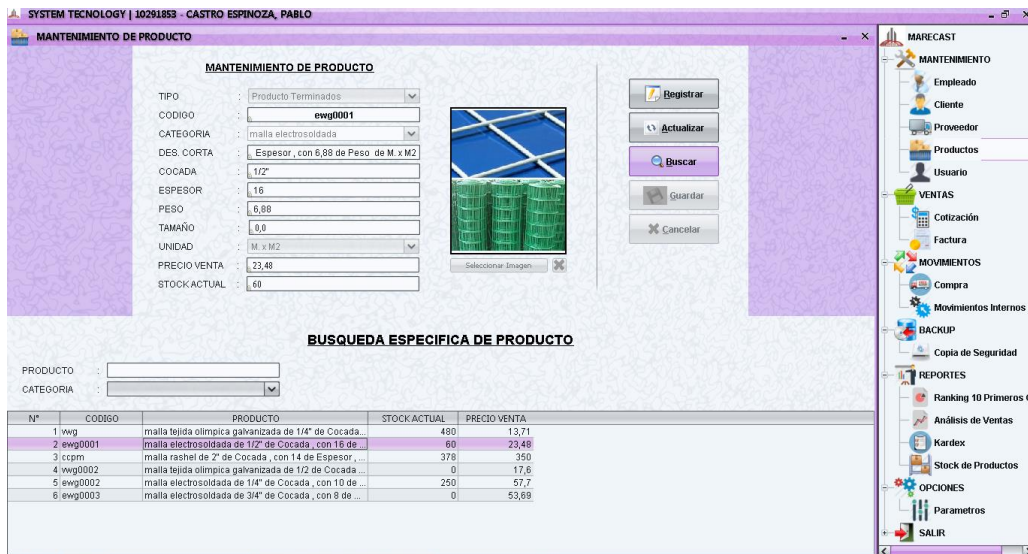 SYSTEM TECNOLOGY | 10291853 - CASTRO ESPINOZA, PABLO
MANTENIMIENTO DE PRODUCTO
MANTENIMIENTO DE PRODUCTO
TIPO : Producto Terminados
CODIGO : ewg0001
CATEGORIA : malla electrosoldada
DES. CORTA : Espesor , con 6,88 de Peso de M. x M2
COCADA : 1/2"
ESPESOR : 16
PESO : 6,88
TAMAÑO : 0,0
UNIDAD : M. x M2
PRECIO VENTA : 23,48
STOCK ACTUAL : 60
Seleccionar Imagen
Registrar
Actualizar
Buscar
Guardar
Cancelar
BUSQUEDA ESPECIFICA DE PRODUCTO
PRODUCTO :
CATEGORIA :
N° CODIGO PRODUCTO STOCK ACTUAL PRECIO VENTA
1 vwg malla tejida olimpica galvanizada de 1/4" de Cocada... 480 13,71
2 ewg0001 malla electrosoldada de 1/2" de Cocada , con 16 de ... 60 23,48
3 ccpm malla rashel de 2" de Cocada , con 14 de Espesor , ... 378 350
4 vwg0002 malla tejida olimpica galvanizada de 1/2 de Cocada ... 0 17,6
5 ewg0002 malla electrosoldada de 1/4" de Cocada , con 10 de ... 250 57,7
6 ewg0003 malla electrosoldada de 3/4" de Cocada , con 8 de ... 0 53,69
MARECAST
MANTENIMIENTO
Empleado
Cliente
Proveedor
Productos
Usuario
VENTAS
Cotización
Factura
MOVIMIENTOS
Compra
Movimientos Internos
BACKUP
Copia de Seguridad
REPORTES
Ranking 10 Primeros
Análisis de Ventas
Kardex
Stock de Productos
OPCIONES
Parametros
SALIR